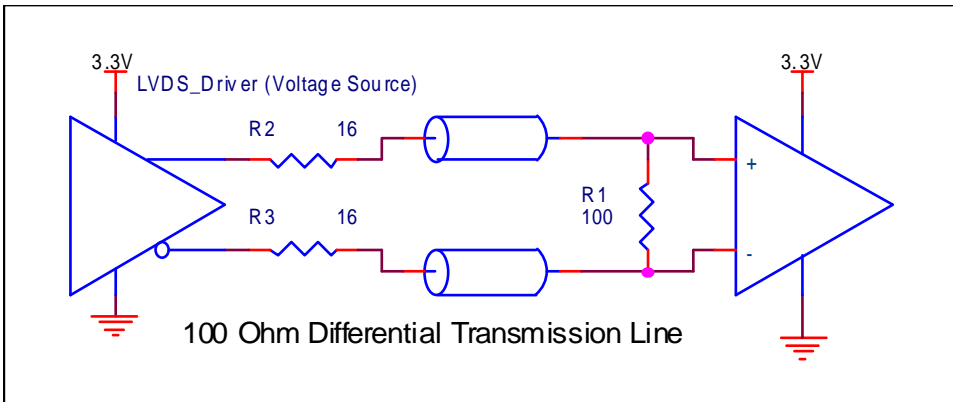 3.3V
3.3V
LVDS_Driver (Voltage Source)
R2 16
+
R1
100
R3 16
-
100 Ohm Differential Transmission Line